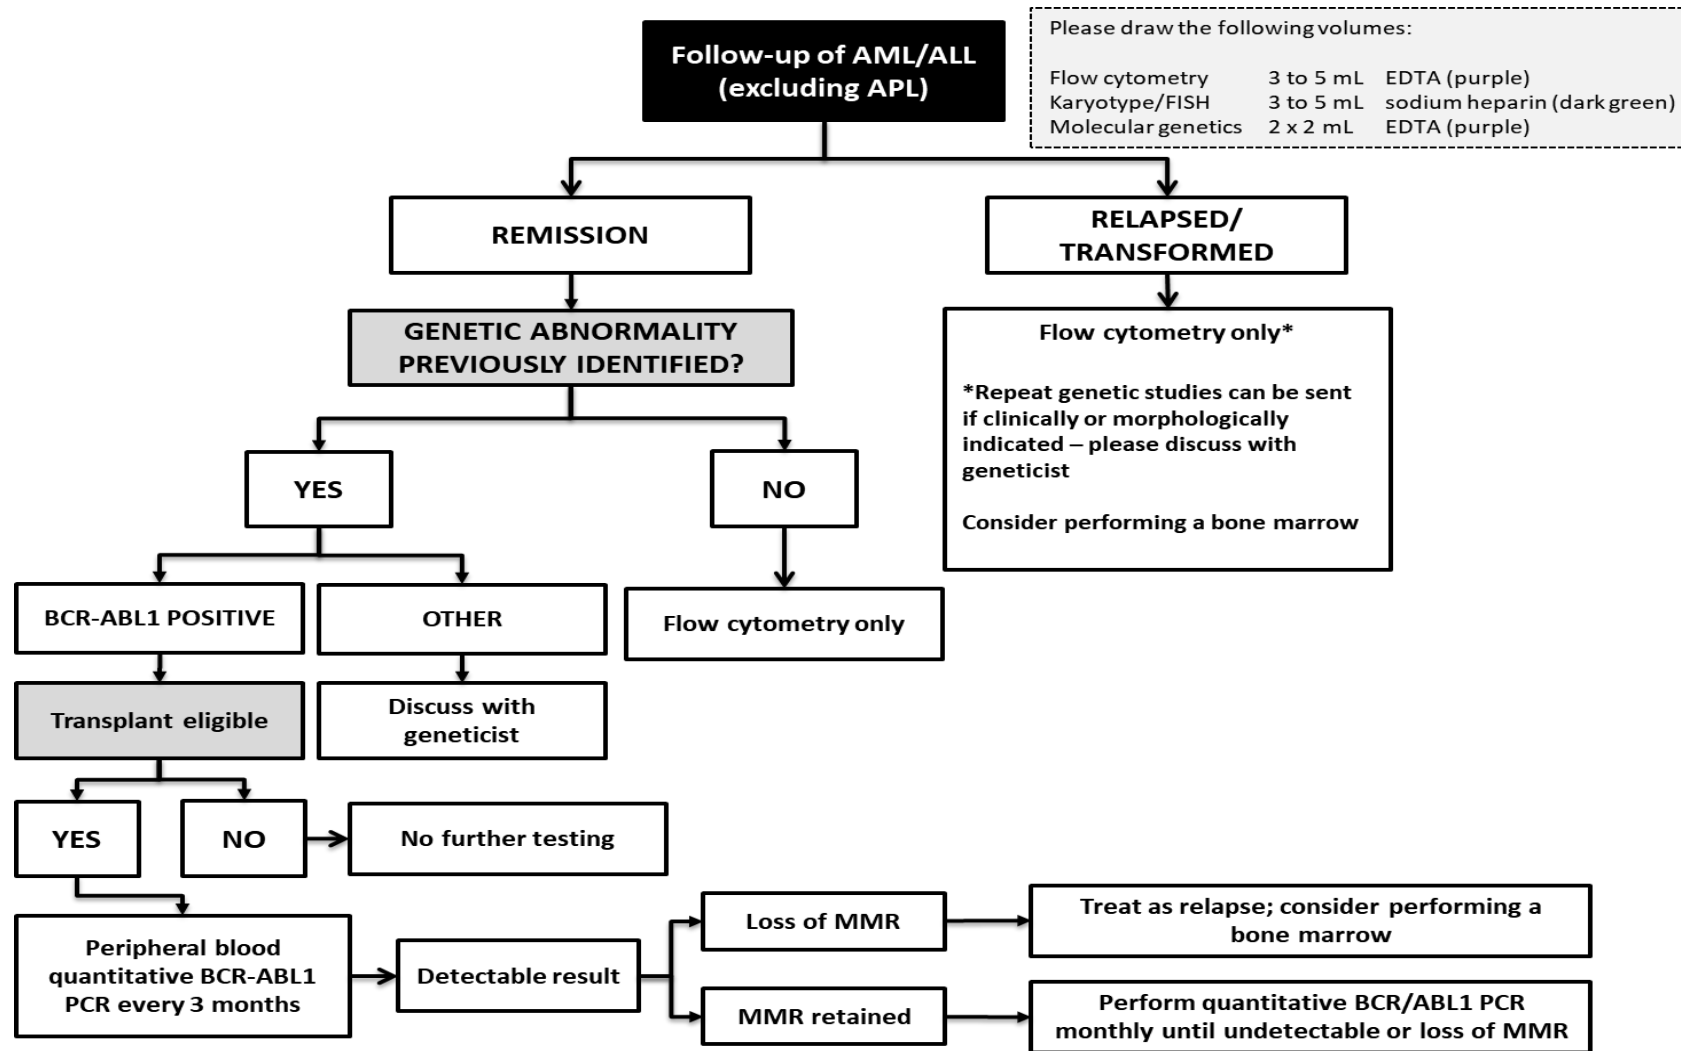 Follow-up of AML/ALL
(excluding APL)
Please draw the following volumes:
Flow cytometry 3 to 5 mL EDTA (purple)
Karyotype/FISH 3 to 5 mL sodium heparin (dark green)
Molecular genetics 2 x 2 mL EDTA (purple)
REMISSION
RELAPSED/
TRANSFORMED
GENETIC ABNORMALITY
PREVIOUSLY IDENTIFIED?
Flow cytometry only*
*Repeat genetic studies can be sent
if clinically or morphologically
indicated – please discuss with
geneticist
Consider performing a bone marrow
YES
NO
BCR-ABL1 POSITIVE
OTHER
Flow cytometry only
Transplant eligible
Discuss with
geneticist
YES
NO
No further testing
Peripheral blood
quantitative BCR-ABL1
PCR every 3 months
Detectable result
Loss of MMR
Treat as relapse; consider performing a
bone marrow
MMR retained
Perform quantitative BCR/ABL1 PCR
monthly until undetectable or loss of MMR